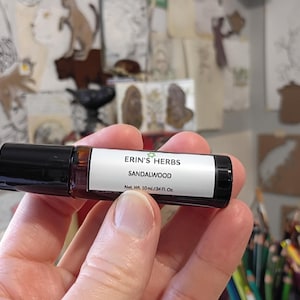 ERIN'S HERBS
SANDALWOOD
Net. Wt. 10 ml /.34 Fl. Oz